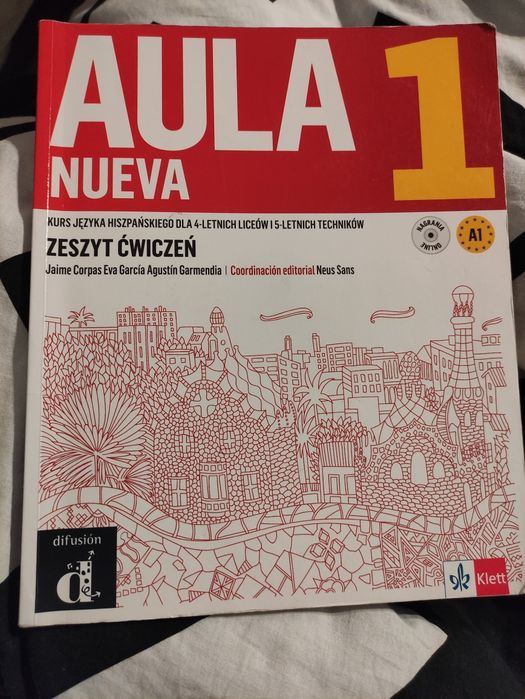 AULA 1
NUEVA
KURS JĘZYKA HISZPAŃSKIEGO DLA 4-LETNICH LICEÓW I 5-LETNICH TECHNIKÓW
ZESZYT ĆWICZEŃ
Jaime Corpas Eva García Agustín Garmendia | Coordinación editorial Neus Sans
NAGRANIA
ONLINE
A1
difusión
d
Klett